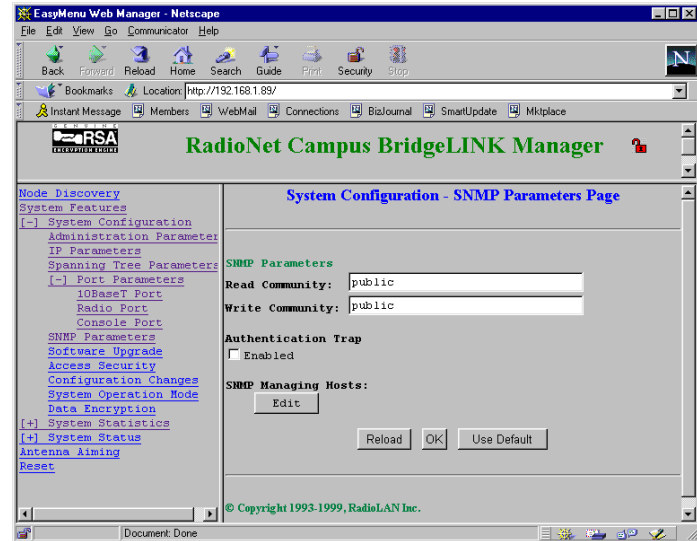 EasyMenu Web Manager - Netscape
File Edit View Go Communicator Help
Back Forward Reload Home Search Guide Print Security Stop
N
Bookmarks Location: http://192.168.1.89/
Instant Message Members WebMail Connections BizJournal SmartUpdate Mktplace
GENUINE
RSA
ENCRYPTION ENGINE
RadioNet Campus BridgeLINK Manager
Node Discovery
System Features
[-] System Configuration
Administration Parameter
IP Parameters
Spanning Tree Parameters
[-] Port Parameters
10BaseT Port
Radio Port
Console Port
SNMP Parameters
Software Upgrade
Access Security
Configuration Changes
System Operation Mode
Data Encryption
[+] System Statistics
[+] System Status
Antenna Aiming
Reset
System Configuration - SNMP Parameters Page
SNMP Parameters
Read Community: public
Write Community: public
Authentication Trap
Enabled
SNMP Managing Hosts:
Edit
Reload OK Use Default
© Copyright 1993-1999, RadioLAN Inc.
Document: Done